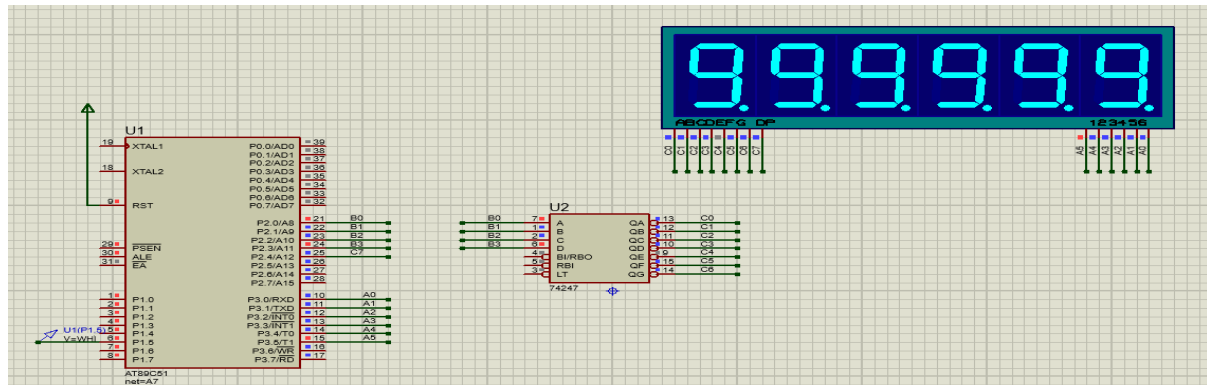 9.9.9.9.9.9.
ABCDEFG DP
123456
C0 C1 C2 C3 C4 C5 C6 C7
A5 A4 A3 A2 A1 A0
U1
19 XTAL1
18 XTAL2
9 RST
29 PSEN
30 ALE
31 EA
1 P1.0
2 P1.1
3 P1.2
4 P1.3
5 P1.4
6 P1.5
7 P1.6
8 P1.7
P0.0/AD0 39
P0.1/AD1 38
P0.2/AD2 37
P0.3/AD3 36
P0.4/AD4 35
P0.5/AD5 34
P0.6/AD6 33
P0.7/AD7 32
P2.0/A8 21 B0
P2.1/A9 22 B1
P2.2/A10 23 B2
P2.3/A11 24 B3
P2.4/A12 25 C7
P2.5/A13 26
P2.6/A14 27
P2.7/A15 28
P3.0/RXD 10 A0
P3.1/TXD 11 A1
P3.2/INT0 12 A2
P3.3/INT1 13 A3
P3.4/T0 14 A4
P3.5/T1 15 A5
P3.6/WR 16
P3.7/RD 17
U1(P1.5)
V=WHI
AT89C51
net=A7
U2
B0 7 A QA 13 C0
B1 1 B QB 12 C1
B2 2 C QC 11 C2
B3 6 D QD 10 C3
4 BI/RBO QE 9 C4
5 RBI QF 15 C5
3 LT QG 14 C6
74247